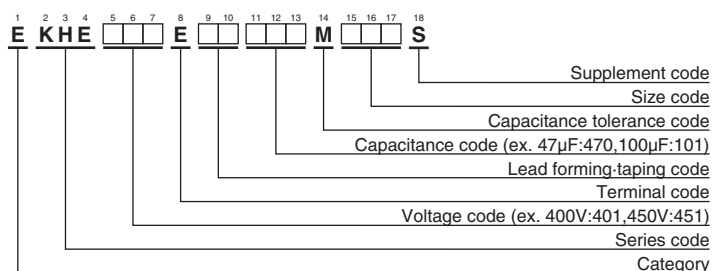 1 2 3 4 5 6 7 8 9 10 11 12 13 14 15 16 17 18
E KHE □□□ E □□ □□□ M □□□ S
Supplement code
Size code
Capacitance tolerance code
Capacitance code (ex. 47µF:470,100µF:101)
Lead forming·taping code
Terminal code
Voltage code (ex. 400V:401,450V:451)
Series code
Category